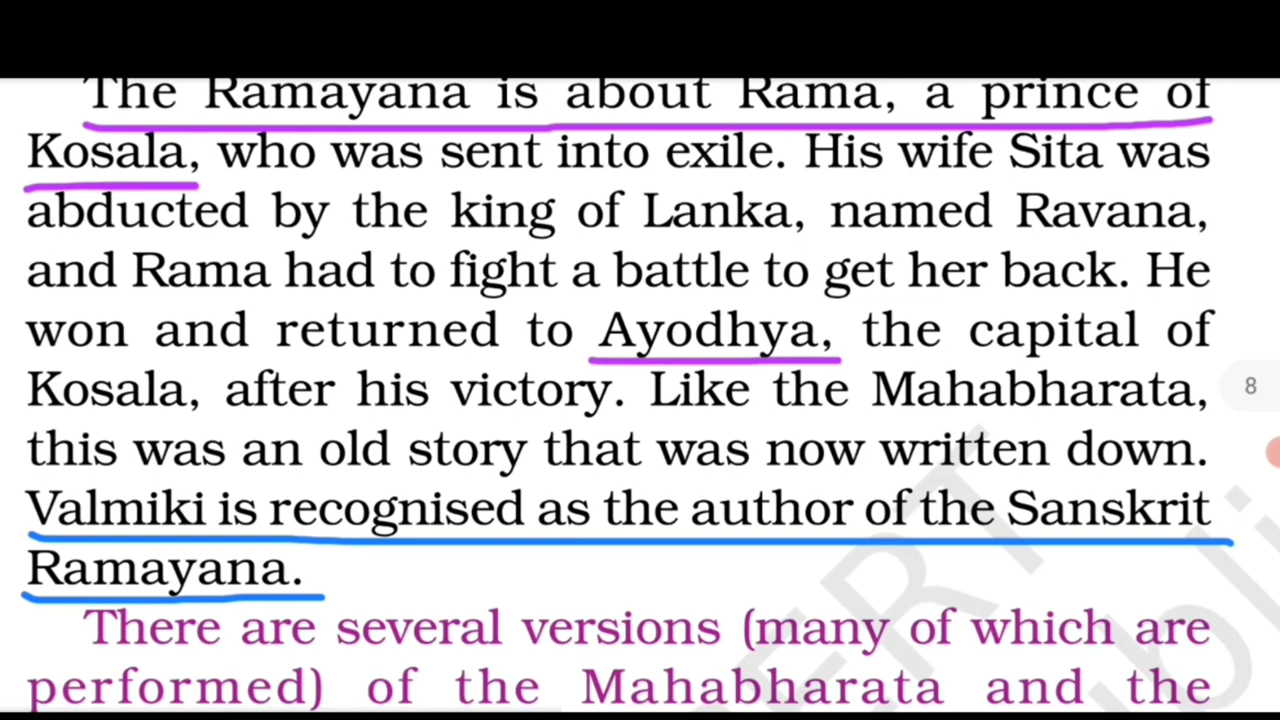 The Ramayana is about Rama, a prince of
Kosala, who was sent into exile. His wife Sita was
abducted by the king of Lanka, named Ravana,
and Rama had to fight a battle to get her back. He
won and returned to Ayodhya, the capital of
Kosala, after his victory. Like the Mahabharata,
8
this was an old story that was now written down.
Valmiki is recognised as the author of the Sanskrit
Ramayana.
There are several versions (many of which are
performed) of the Mahabharata and the